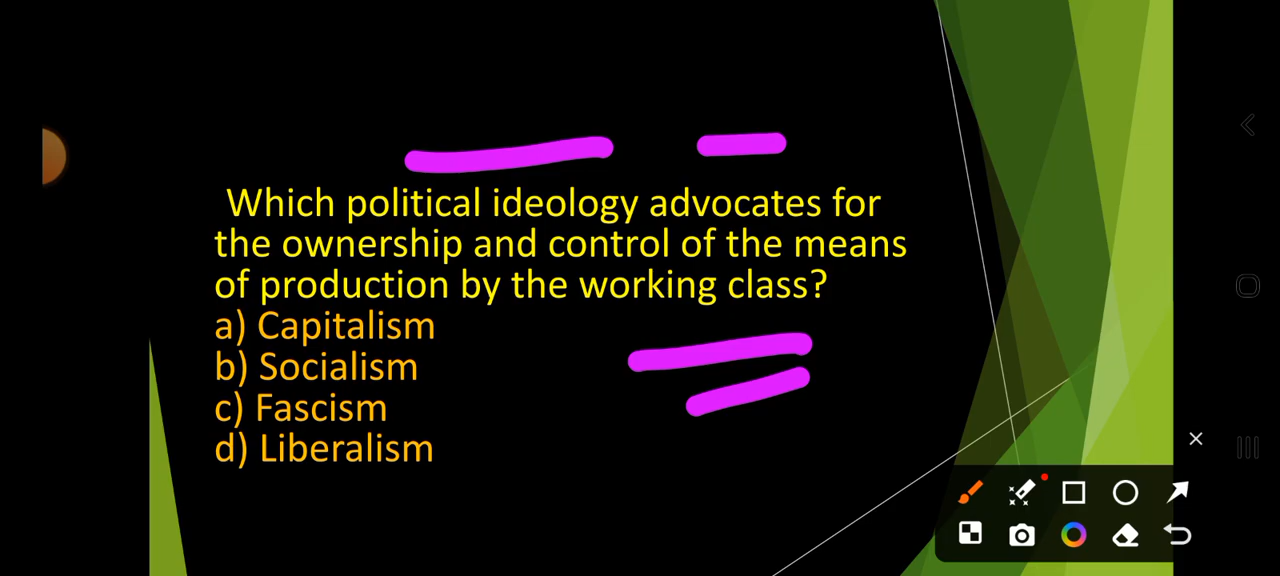 Which political ideology advocates for
the ownership and control of the means
of production by the working class?
a) Capitalism
b) Socialism
c) Fascism
d) Liberalism